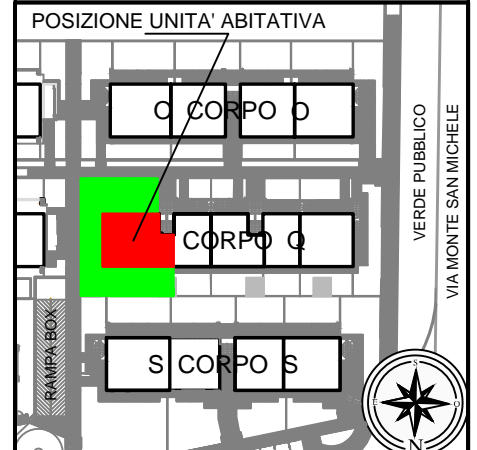 POSIZIONE UNITA' ABITATIVA
O CORPO O
CORPO Q
S CORPO S
RAMPA BOX
VERDE PUBBLICO
VIA MONTE SAN MICHELE
S
E
O
N